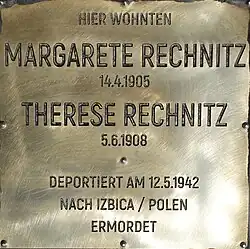 HIER WOHNTEN
MARGARETE RECHNITZ
14.4.1905
THERESE RECHNITZ
5.6.1908
DEPORTIERT AM 12.5.1942
NACH IZBICA / POLEN
ERMORDET